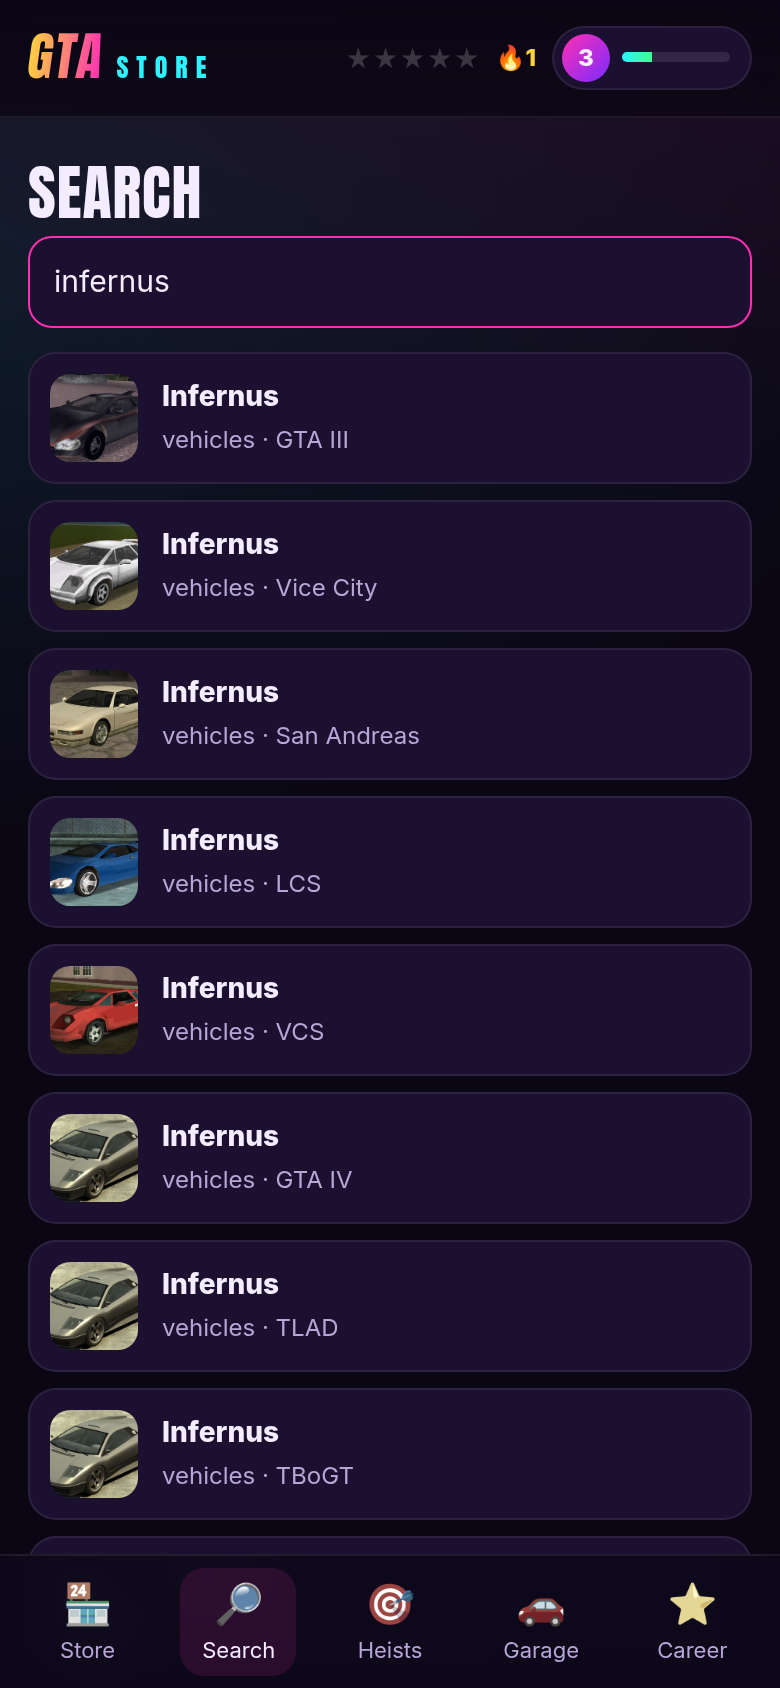 GTA STORE
★★★★★ 🔥1 3
SEARCH
infernus
Infernus
vehicles · GTA III
Infernus
vehicles · Vice City
Infernus
vehicles · San Andreas
Infernus
vehicles · LCS
Infernus
vehicles · VCS
Infernus
vehicles · GTA IV
Infernus
vehicles · TLAD
Infernus
vehicles · TBoGT
24
Store Search Heists Garage Career